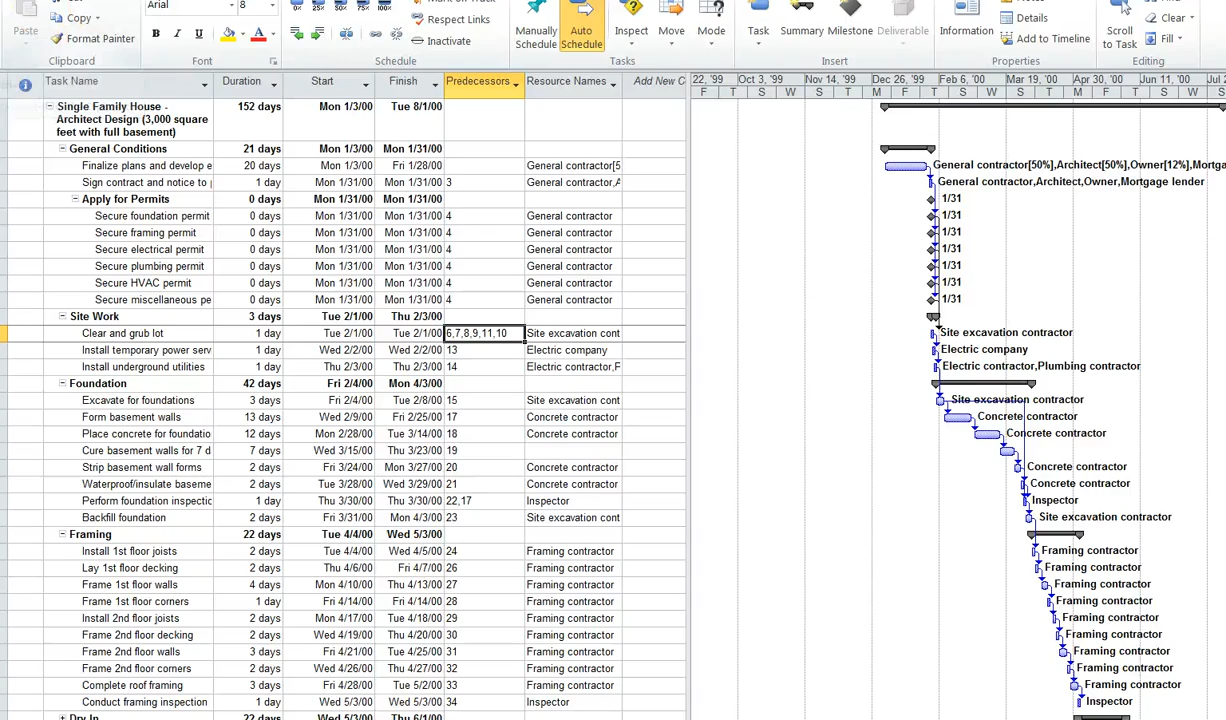 Cut
Arial
8
0% 25% 50% 75% 100%
Mark on Track
Respect Links
Inactivate
Paste
Format Painter
B I U
Manually Schedule
Auto Schedule
Inspect
Move
Mode
Task
Summary
Milestone
Deliverable
Information
Details
Add to Timeline
Scroll to Task
Clear
Fill
Clipboard
Font
Schedule
Tasks
Insert
Properties
Editing
Task Name Duration Start Finish Predecessors Resource Names Add New C
22, '99 Oct 3, '99 Nov 14, '99 Dec 26, '99 Feb 6, '00 Mar 19, '00 Apr 30, '00 Jun 11, '00 Jul 2
F T S W M T F S T W S M T F S W S
Single Family House - 152 days Mon 1/3/00 Tue 8/1/00
Architect Design (3,000 square
feet with full basement)
General Conditions 21 days Mon 1/3/00 Mon 1/31/00
Finalize plans and develop e 20 days Mon 1/3/00 Fri 1/28/00 General contractor[5 General contractor[50%],Architect[50%],Owner[12%],Mortga
Sign contract and notice to p 1 day Mon 1/31/00 Mon 1/31/00 3 General contractor,A General contractor,Architect,Owner,Mortgage lender
Apply for Permits 0 days Mon 1/31/00 Mon 1/31/00 1/31
Secure foundation permit 0 days Mon 1/31/00 Mon 1/31/00 4 General contractor 1/31
Secure framing permit 0 days Mon 1/31/00 Mon 1/31/00 4 General contractor 1/31
Secure electrical permit 0 days Mon 1/31/00 Mon 1/31/00 4 General contractor 1/31
Secure plumbing permit 0 days Mon 1/31/00 Mon 1/31/00 4 General contractor 1/31
Secure HVAC permit 0 days Mon 1/31/00 Mon 1/31/00 4 General contractor 1/31
Secure miscellaneous pe 0 days Mon 1/31/00 Mon 1/31/00 4 General contractor 1/31
Site Work 3 days Tue 2/1/00 Thu 2/3/00
Clear and grub lot 1 day Tue 2/1/00 Tue 2/1/00 6,7,8,9,11,10 Site excavation cont Site excavation contractor
Install temporary power serv 1 day Wed 2/2/00 Wed 2/2/00 13 Electric company Electric company
Install underground utilities 1 day Thu 2/3/00 Thu 2/3/00 14 Electric contractor,F Electric contractor,Plumbing contractor
Foundation 42 days Fri 2/4/00 Mon 4/3/00
Excavate for foundations 3 days Fri 2/4/00 Tue 2/8/00 15 Site excavation cont Site excavation contractor
Form basement walls 13 days Wed 2/9/00 Fri 2/25/00 17 Concrete contractor Concrete contractor
Place concrete for foundatio 12 days Mon 2/28/00 Tue 3/14/00 18 Concrete contractor Concrete contractor
Cure basement walls for 7 d 7 days Wed 3/15/00 Thu 3/23/00 19
Strip basement wall forms 2 days Fri 3/24/00 Mon 3/27/00 20 Concrete contractor Concrete contractor
Waterproof/insulate baseme 2 days Tue 3/28/00 Wed 3/29/00 21 Concrete contractor Concrete contractor
Perform foundation inspectic 1 day Thu 3/30/00 Thu 3/30/00 22,17 Inspector Inspector
Backfill foundation 2 days Fri 3/31/00 Mon 4/3/00 23 Site excavation cont Site excavation contractor
Framing 22 days Tue 4/4/00 Wed 5/3/00
Install 1st floor joists 2 days Tue 4/4/00 Wed 4/5/00 24 Framing contractor Framing contractor
Lay 1st floor decking 2 days Thu 4/6/00 Fri 4/7/00 26 Framing contractor Framing contractor
Frame 1st floor walls 4 days Mon 4/10/00 Thu 4/13/00 27 Framing contractor Framing contractor
Frame 1st floor corners 1 day Fri 4/14/00 Fri 4/14/00 28 Framing contractor Framing contractor
Install 2nd floor joists 2 days Mon 4/17/00 Tue 4/18/00 29 Framing contractor Framing contractor
Frame 2nd floor decking 2 days Wed 4/19/00 Thu 4/20/00 30 Framing contractor Framing contractor
Frame 2nd floor walls 3 days Fri 4/21/00 Tue 4/25/00 31 Framing contractor Framing contractor
Frame 2nd floor corners 2 days Wed 4/26/00 Thu 4/27/00 32 Framing contractor Framing contractor
Complete roof framing 3 days Fri 4/28/00 Tue 5/2/00 33 Framing contractor Framing contractor
Conduct framing inspection 1 day Wed 5/3/00 Wed 5/3/00 34 Inspector Inspector
Dry In 22 days Thu 5/4/00 Thu 6/1/00